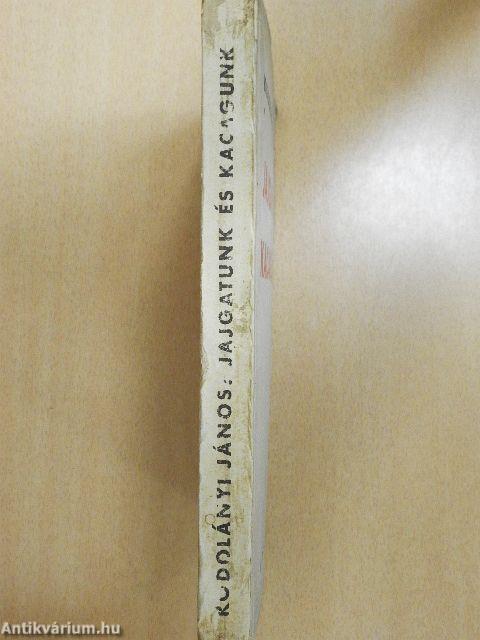 KODOLÁNYI JÁNOS: JAJGATUNK ÉS KACAGUNK
Antikvárium.hu